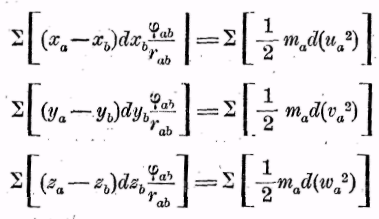 Σ[(x_a − x_b)dx_b φ_ab/r_ab] = Σ[1/2 m_a d(u_a²)]
Σ[(y_a − y_b)dy_b φ_ab/r_ab] = Σ[1/2 m_a d(v_a²)]
Σ[(z_a − z_b)dz_b φ_ab/r_ab] = Σ[1/2 m_a d(w_a²)]